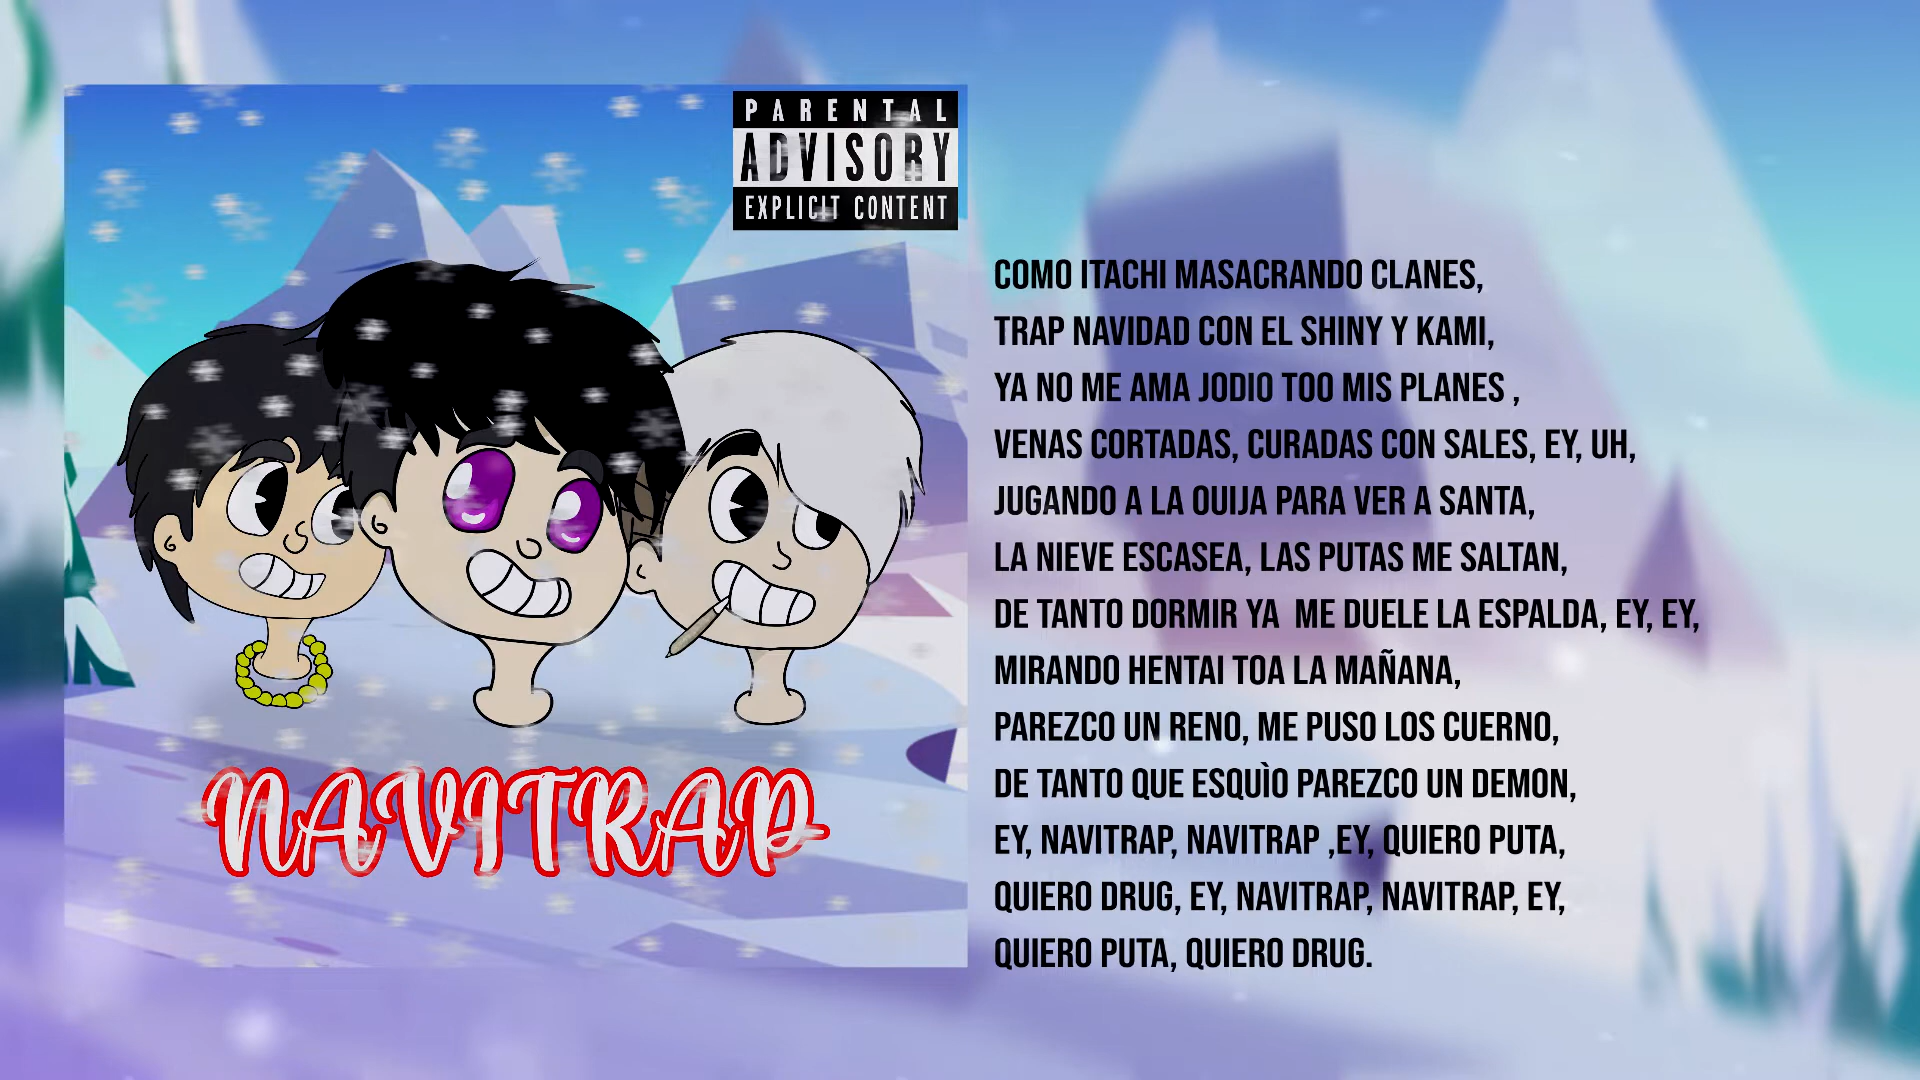 PARENTAL
ADVISORY
EXPLICIT CONTENT
COMO ITACHI MASACRANDO CLANES,
TRAP NAVIDAD CON EL SHINY Y KAMI,
YA NO ME AMA JODIO TOO MIS PLANES ,
VENAS CORTADAS, CURADAS CON SALES, EY, UH,
JUGANDO A LA OUIJA PARA VER A SANTA,
LA NIEVE ESCASEA, LAS PUTAS ME SALTAN,
DE TANTO DORMIR YA  ME DUELE LA ESPALDA, EY, EY,
MIRANDO HENTAI TOA LA MAÑANA,
PAREZCO UN RENO, ME PUSO LOS CUERNO,
DE TANTO QUE ESQUÌO PAREZCO UN DEMON,
EY, NAVITRAP, NAVITRAP ,EY, QUIERO PUTA,
QUIERO DRUG, EY, NAVITRAP, NAVITRAP, EY,
QUIERO PUTA, QUIERO DRUG.
NAVITRAP